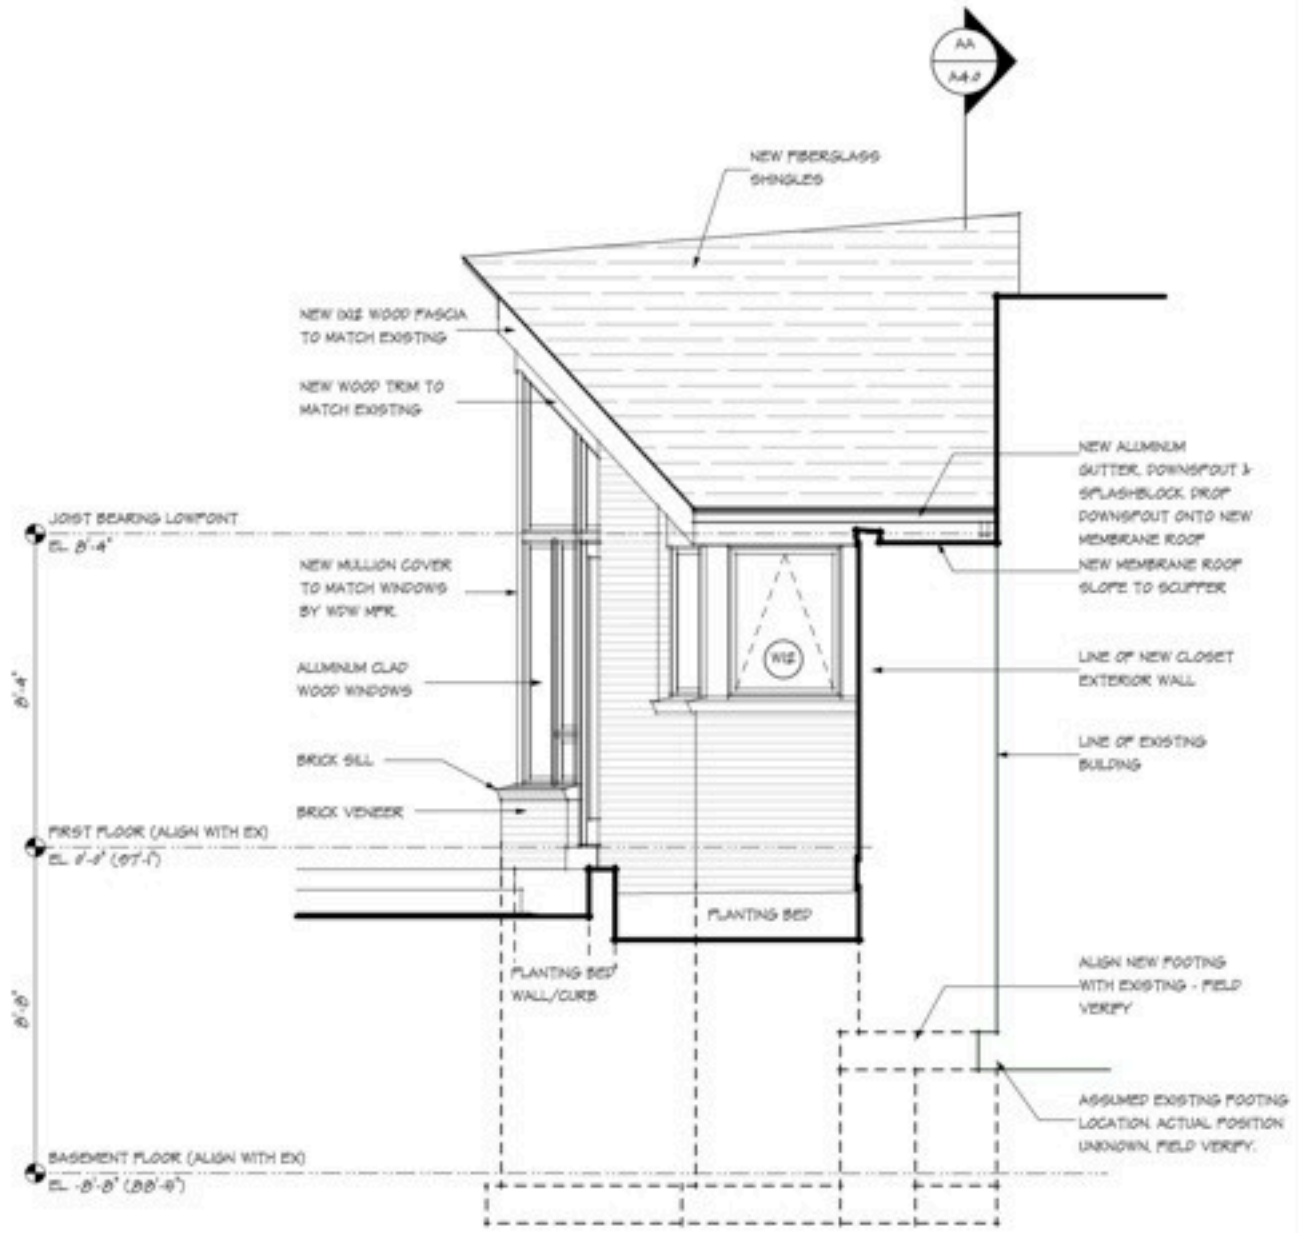 AA
A4.0
NEW FIBERGLASS
SHINGLES
NEW 1X12 WOOD FASCIA
TO MATCH EXISTING
NEW WOOD TRIM TO
MATCH EXISTING
JOIST BEARING LOWPOINT
EL. 8'-4"
NEW MULLION COVER
TO MATCH WINDOWS
BY WDW MFR.
ALUMINUM CLAD
WOOD WINDOWS
8'-4"
BRICK SILL
BRICK VENEER
FIRST FLOOR (ALIGN WITH EX)
EL. 0'-0" (97'-1")
W12
NEW ALUMINUM
GUTTER, DOWNSPOUT &
SPLASHBLOCK. DROP
DOWNSPOUT ONTO NEW
MEMBRANE ROOF
NEW MEMBRANE ROOF
SLOPE TO SCUPPER
LINE OF NEW CLOSET
EXTERIOR WALL
LINE OF EXISTING
BUILDING
PLANTING BED
PLANTING BED
WALL/CURB
8'-8"
ALIGN NEW FOOTING
WITH EXISTING - FIELD
VERIFY
ASSUMED EXISTING FOOTING
LOCATION. ACTUAL POSITION
UNKNOWN, FIELD VERIFY.
BASEMENT FLOOR (ALIGN WITH EX)
EL. -8'-8"